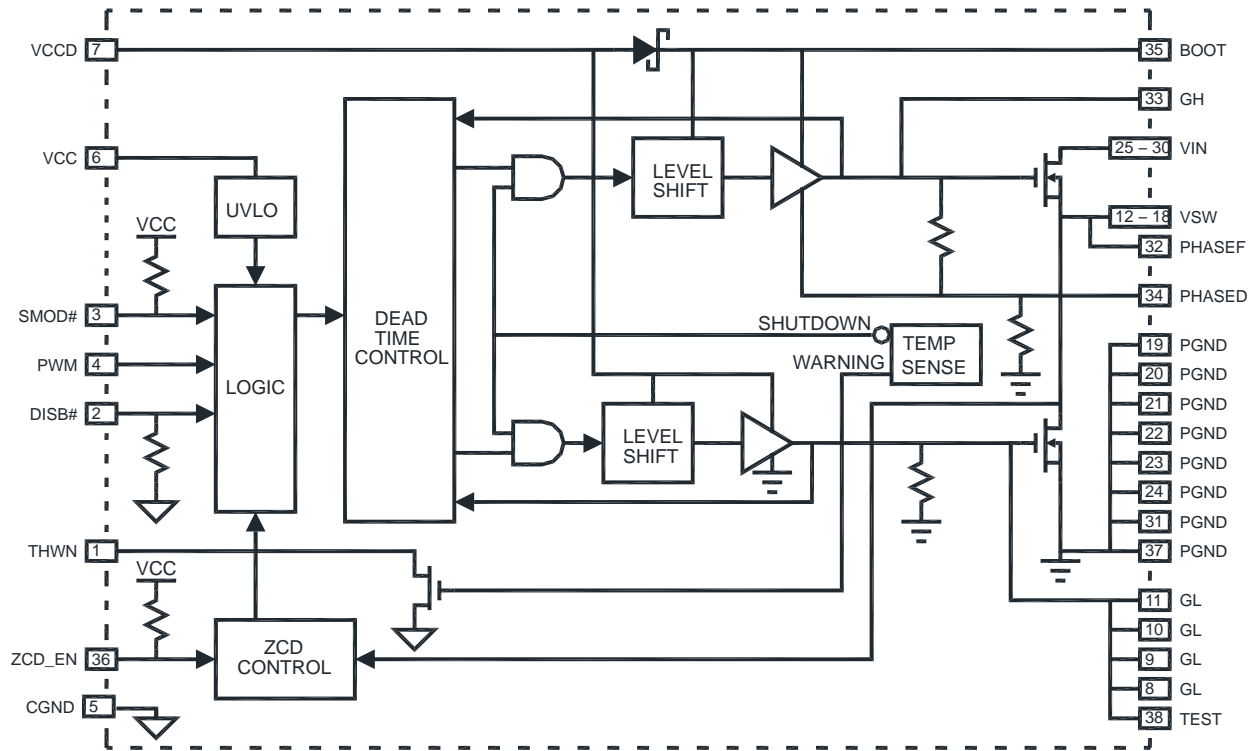 VCCD 7
35 BOOT
33 GH
VCC 6
25 – 30 VIN
LEVEL
SHIFT
UVLO
12 – 18 VSW
VCC
32 PHASEF
34 PHASED
SMOD# 3
DEAD
TIME
CONTROL
SHUTDOWN
TEMP
SENSE
WARNING
19 PGND
PWM 4
20 PGND
LOGIC
21 PGND
DISB# 2
22 PGND
LEVEL
SHIFT
23 PGND
24 PGND
31 PGND
THWN 1
37 PGND
VCC
11 GL
10 GL
ZCD_EN 36
ZCD
CONTROL
9 GL
8 GL
CGND 5
38 TEST